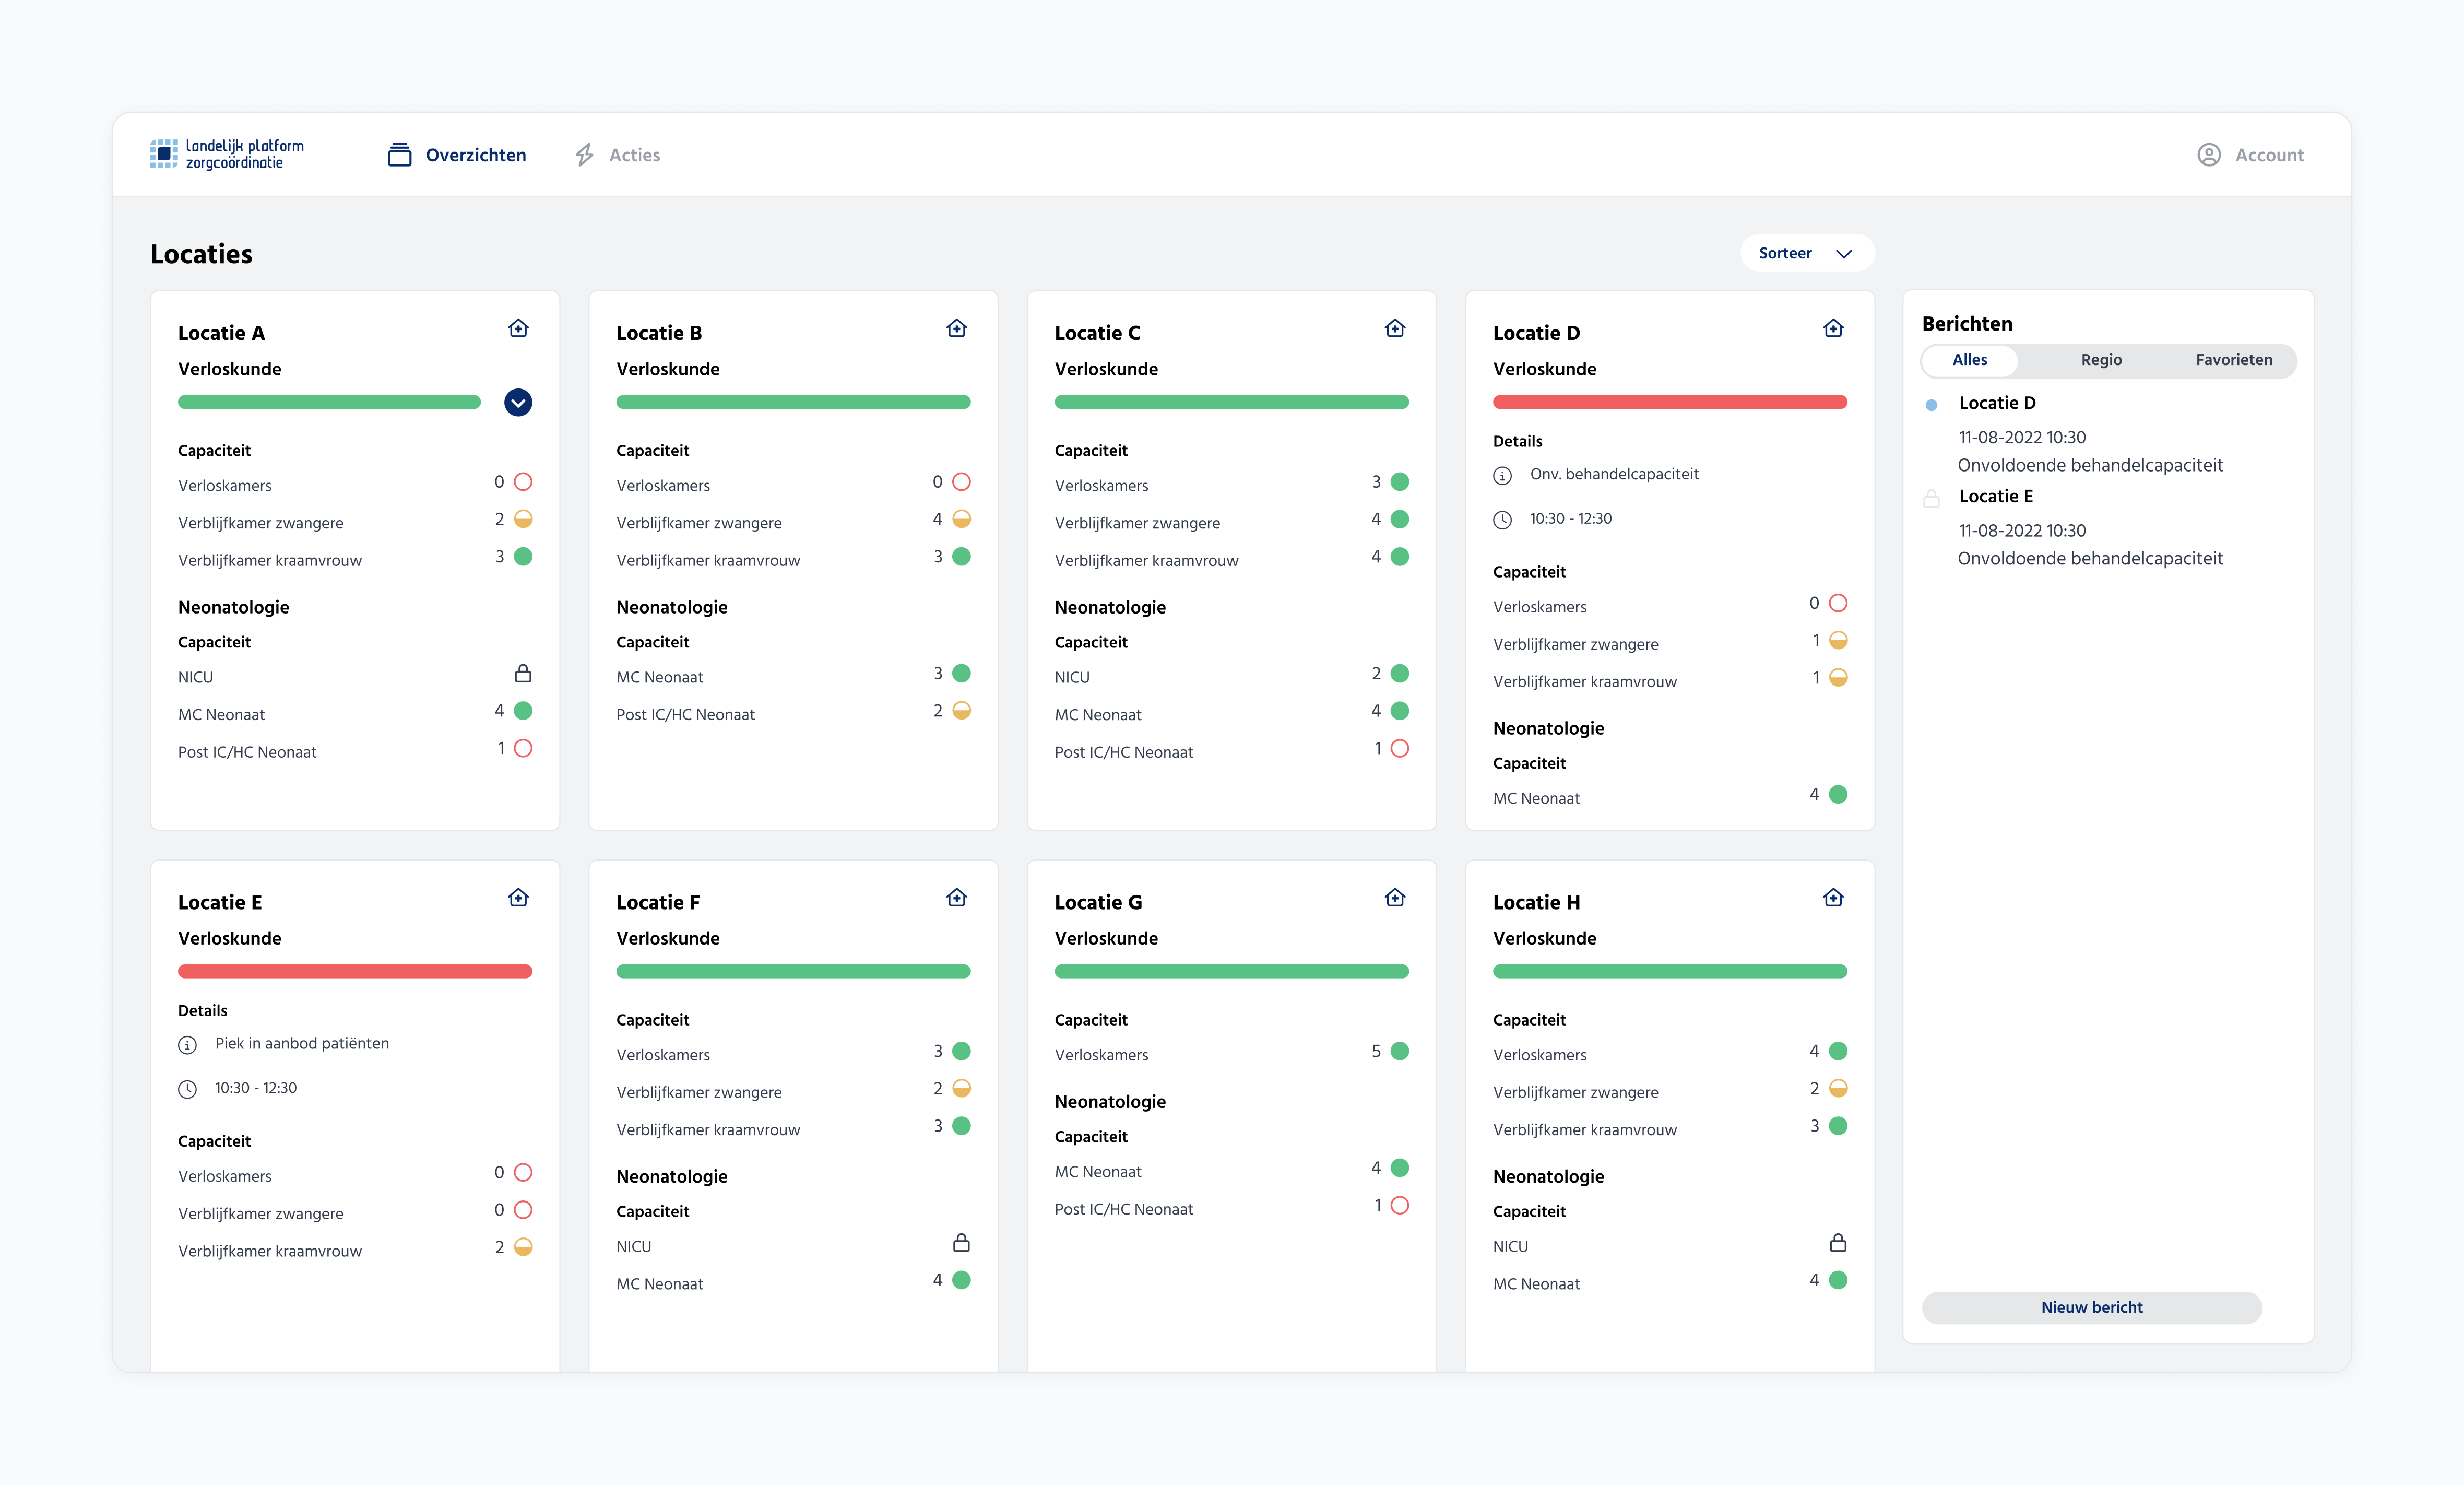 landelijk platform
zorgcoördinatie
Overzichten
Acties
Account
Locaties
Sorteer
Locatie A
Verloskunde
Capaciteit
Verloskamers 0
Verblijfkamer zwangere 2
Verblijfkamer kraamvrouw 3
Neonatologie
Capaciteit
NICU
MC Neonaat 4
Post IC/HC Neonaat 1
Locatie B
Verloskunde
Capaciteit
Verloskamers 0
Verblijfkamer zwangere 4
Verblijfkamer kraamvrouw 3
Neonatologie
Capaciteit
MC Neonaat 3
Post IC/HC Neonaat 2
Locatie C
Verloskunde
Capaciteit
Verloskamers 3
Verblijfkamer zwangere 4
Verblijfkamer kraamvrouw 4
Neonatologie
Capaciteit
NICU 2
MC Neonaat 4
Post IC/HC Neonaat 1
Locatie D
Verloskunde
Details
Onv. behandelcapaciteit
10:30 - 12:30
Capaciteit
Verloskamers 0
Verblijfkamer zwangere 1
Verblijfkamer kraamvrouw 1
Neonatologie
Capaciteit
MC Neonaat 4
Locatie E
Verloskunde
Details
Piek in aanbod patiënten
10:30 - 12:30
Capaciteit
Verloskamers 0
Verblijfkamer zwangere 0
Verblijfkamer kraamvrouw 2
Locatie F
Verloskunde
Capaciteit
Verloskamers 3
Verblijfkamer zwangere 2
Verblijfkamer kraamvrouw 3
Neonatologie
Capaciteit
NICU
MC Neonaat 4
Locatie G
Verloskunde
Capaciteit
Verloskamers 5
Neonatologie
Capaciteit
MC Neonaat 4
Post IC/HC Neonaat 1
Locatie H
Verloskunde
Capaciteit
Verloskamers 4
Verblijfkamer zwangere 2
Verblijfkamer kraamvrouw 3
Neonatologie
Capaciteit
NICU
MC Neonaat 4
Berichten
Alles Regio Favorieten
Locatie D
11-08-2022 10:30
Onvoldoende behandelcapaciteit
Locatie E
11-08-2022 10:30
Onvoldoende behandelcapaciteit
Nieuw bericht